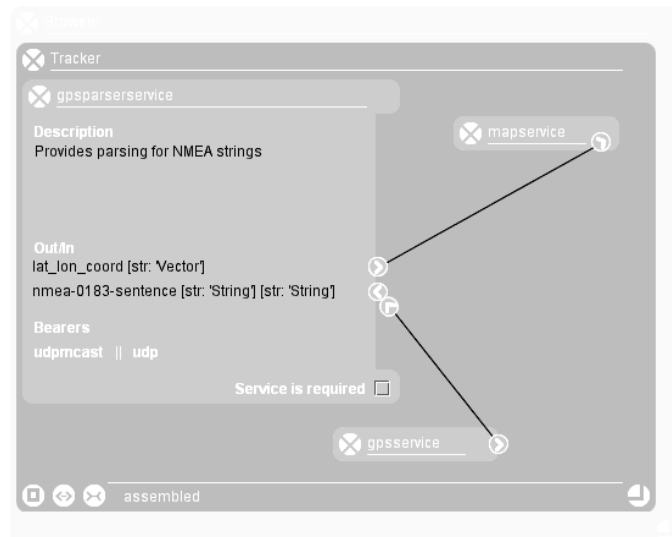 Browser
Tracker
gpsparserservice
Description
Provides parsing for NMEA strings
mapservice
Out/In
lat_lon_coord [str: 'Vector']
nmea-0183-sentence [str: 'String'] [str: 'String']
Bearers
udpmcast || udp
Service is required
gpsservice
assembled